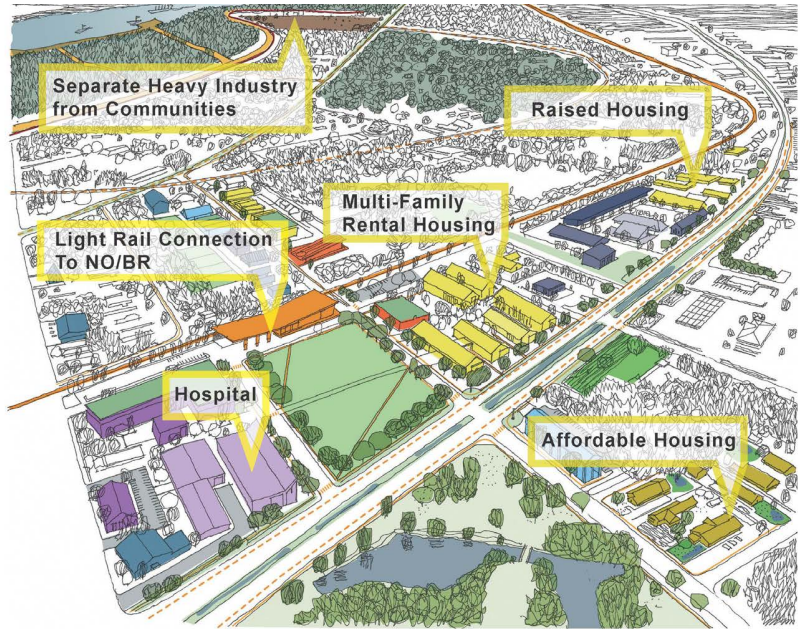 Separate Heavy Industry
from Communities
Raised Housing
Multi-Family
Rental Housing
Light Rail Connection
To NO/BR
Hospital
Affordable Housing